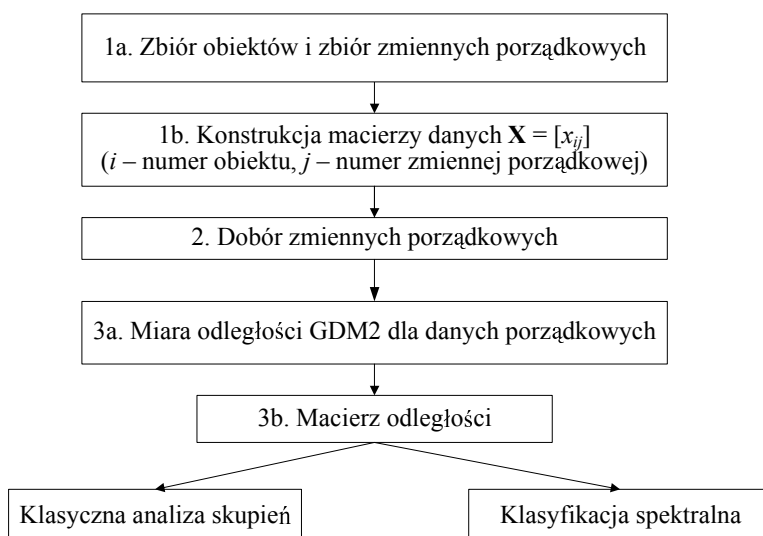 1a. Zbiór obiektów i zbiór zmiennych porządkowych
1b. Konstrukcja macierzy danych X = [xij]
(i – numer obiektu, j – numer zmiennej porządkowej)
2. Dobór zmiennych porządkowych
3a. Miara odległości GDM2 dla danych porządkowych
3b. Macierz odległości
Klasyczna analiza skupień
Klasyfikacja spektralna